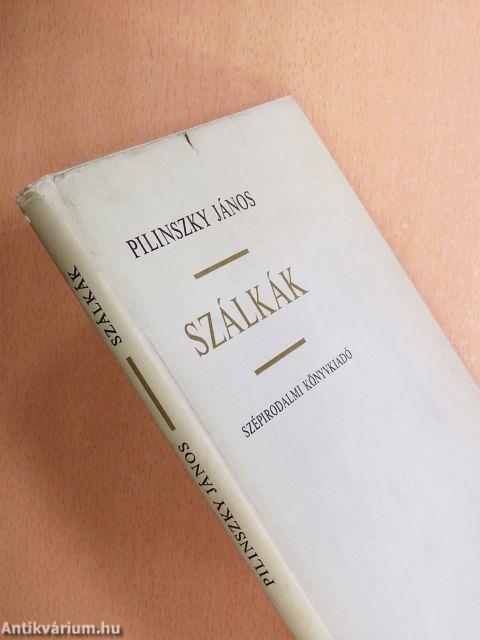 PILINSZKY JÁNOS
SZÁLKÁK
SZÉPIRODALMI KÖNYVKIADÓ
SZÁLKÁK
PILINSZKY JÁNOS
Antikvárium.hu